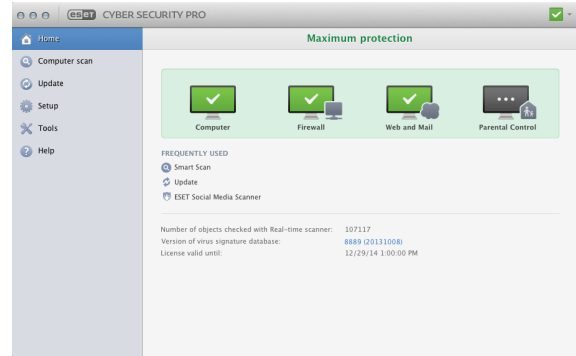 eseT CYBER SECURITY PRO
Home
Maximum protection
Computer scan
Update
Setup
Tools
Help
Computer
Firewall
Web and Mail
Parental Control
FREQUENTLY USED
Smart Scan
Update
ESET Social Media Scanner
Number of objects checked with Real-time scanner: 107117
Version of virus signature database: 8889 (20131008)
License valid until: 12/29/14 1:00:00 PM